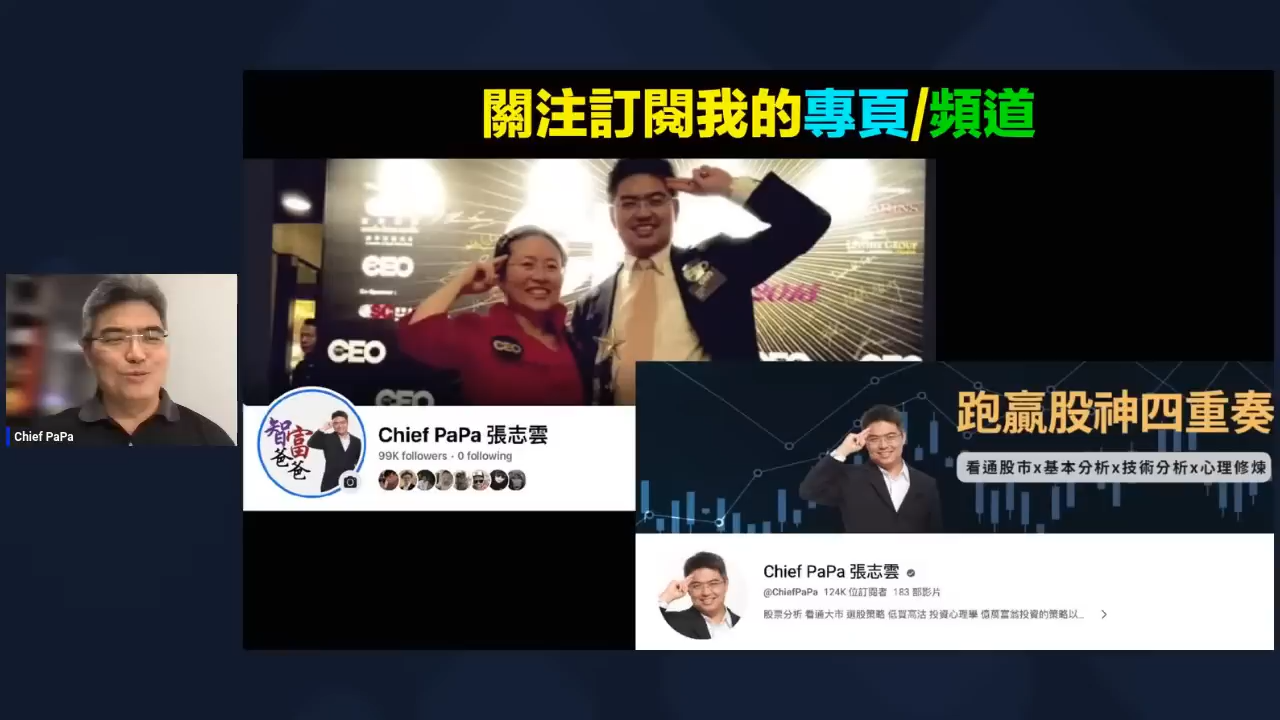 關注訂閱我的專頁/頻道
CEO
CEO
CEO
CEO
Chief PaPa
智富爸爸
Chief PaPa 張志雲
99K followers · 0 following
跑贏股神四重奏
看通股市x基本分析x技術分析x心理修煉
Chief PaPa 張志雲
@ChiefPaPa 124K 位訂閱者 183 部影片
股票分析 看通大市 選股策略 低買高沽 投資心理學 億萬富翁投資的策略以...